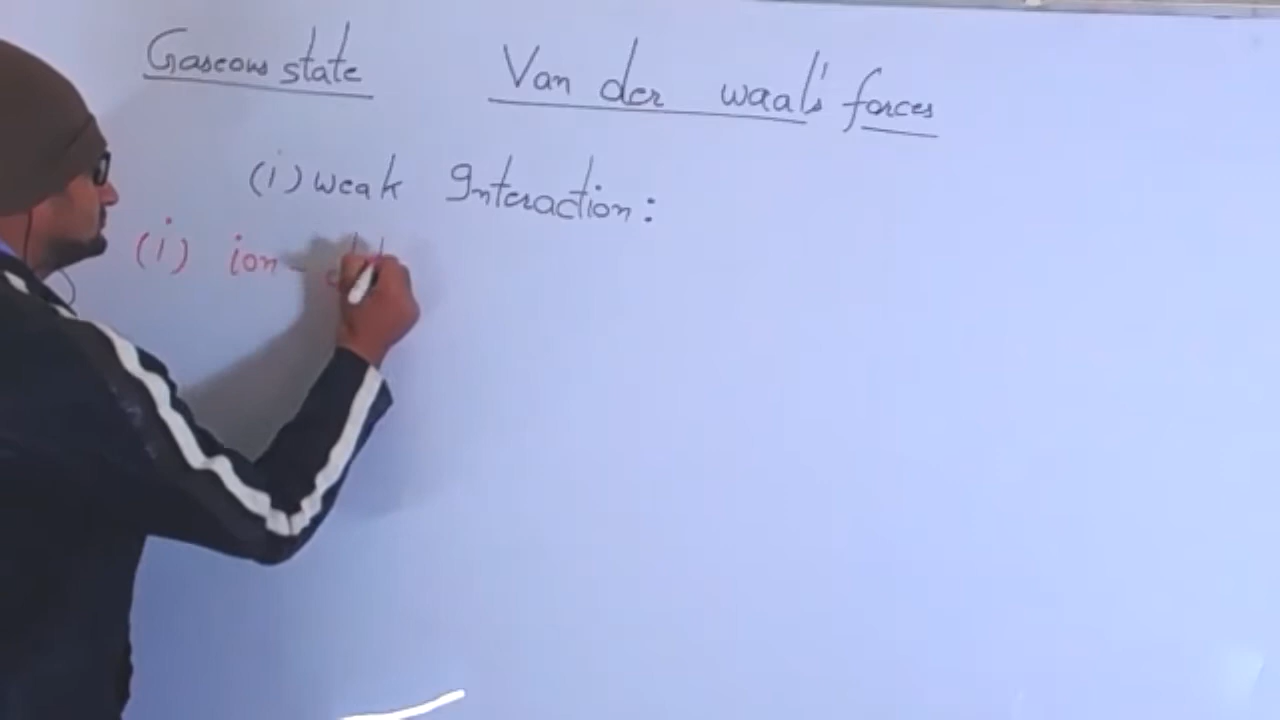 Gaseous state Van der waal's forces
(i) weak Interaction:
(i) ion -